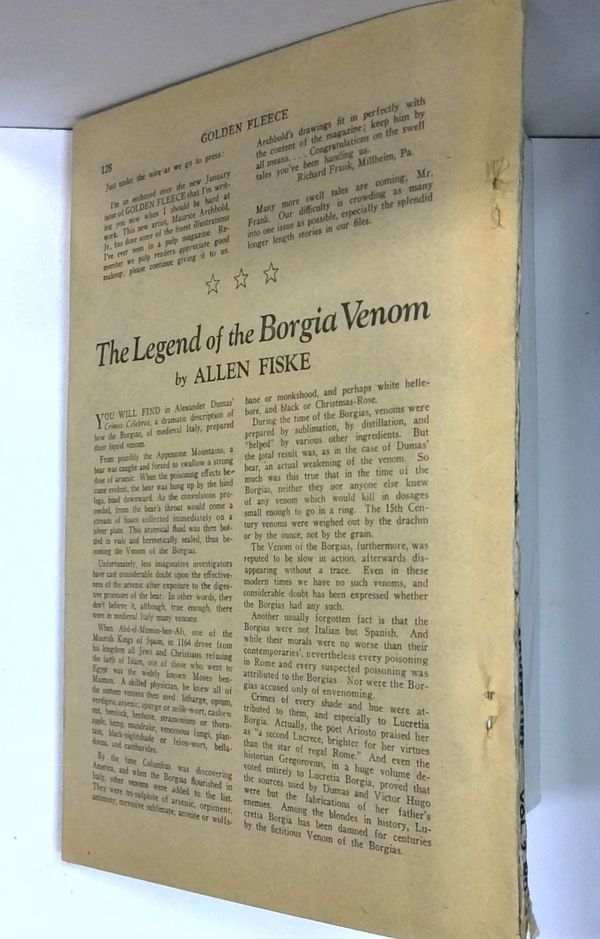 128
GOLDEN FLEECE
Just under the wire as we go to press:
I'm so enthused over the new January
issue of GOLDEN FLEECE that I'm writ-
ing you now when I should be hard at
work. This new artist, Maurice Archbold,
Jr., has done some of the finest illustrations
I've ever seen in a pulp magazine. Re-
member we pulp readers appreciate good
makeup, please continue giving it to us.
Archbold's drawings fit in perfectly with
the content of the magazine; keep him by
all means. . . . Congratulations on the swell
tales you've been handing us.
Richard Frank, Millheim, Pa.
Many more swell tales are coming, Mr.
Frank. Our difficulty is crowding as many
into one issue as possible, especially the splendid
longer length stories in our files.
The Legend of the Borgia Venom
by ALLEN FISKE
YOU WILL FIND in Alexander Dumas'
Crimes Celebres, a dramatic description of
how the Borgias, of medieval Italy, prepared
their liquid venom.
From possibly the Appenine Mountains, a
bear was caught and forced to swallow a strong
dose of arsenic. When the poisoning effects be-
came evident, the bear was hung up by the hind
legs, head downward. As the convulsions pro-
ceeded, from the bear's throat would come a
stream of foam collected immediately on a
silver plate. This arsenical fluid was then bot-
tled in vials and hermetically sealed, thus be-
coming the Venom of the Borgias.
Unfortunately, less imaginative investigators
have cast considerable doubt upon the effective-
ness of the arsenic after exposure to the diges-
tive processes of the bear. In other words, they
don't believe it, although, true enough, there
were in medieval Italy many venoms.
When Abd-el-Mumin-ben-Ali, one of the
Moorish Kings of Spain, in 1164 drove from
his kingdom all Jews and Christians refusing
the faith of Islam, one of those who went to
Egypt was the widely known Moses ben-
Maimon. A skilled physician, he knew all of
the sixteen venoms then used: litharge, opium,
verdigris arsenic, spurge or milk-wort, cashew
nut, hemlock, henbane, stramonium or thorn-
apple, hemp, mandrake, venomous fungi, plan-
tain, black-nightshade or felon-wort, bella-
donna, and cantharides.
By the time Columbus was discovering
America, and when the Borgias flourished in
Italy, other venoms were added to the list.
They were tri-sulphite of arsenic, orpiment,
antimony, corrosive sublimate, aconite or wolfs-
bane or monkshood, and perhaps white helle-
bore, and black or Christmas-Rose.
During the time of the Borgias, venoms were
prepared by sublimation, by distillation, and
"helped" by various other ingredients. But
the total result was, as in the case of Dumas'
bear, an actual weakening of the venom. So
much was this true that in the time of the
Borgias, neither they nor anyone else knew
of any venom which would kill in dosages
small enough to go in a ring. The 15th Cen-
tury venoms were weighed out by the drachm
or by the ounce, not by the grain.
The Venom of the Borgias, furthermore, was
reputed to be slow in action, afterwards dis-
appearing without a trace. Even in these
modern times we have no such venoms, and
considerable doubt has been expressed whether
the Borgias had any such.
Another usually forgotten fact is that the
Borgias were not Italian but Spanish. And
while their morals were no worse than their
contemporaries', nevertheless every poisoning
in Rome and every suspected poisoning was
attributed to the Borgias. Nor were the Bor-
gias accused only of envenoming.
Crimes of every shade and hue were at-
tributed to them, and especially to Lucretia
Borgia. Actually, the poet Ariosto praised her
as "a second Lucrece, brighter for her virtues
than the star of regal Rome." And even the
historian Gregorovius, in a huge volume de-
voted entirely to Lucretia Borgia, proved that
the sources used by Dumas and Victor Hugo
were but the fabrications of her father's
enemies. Among the blondes in history, Lu-
cretia Borgia has been damned for centuries
by the fictitious Venom of the Borgias.